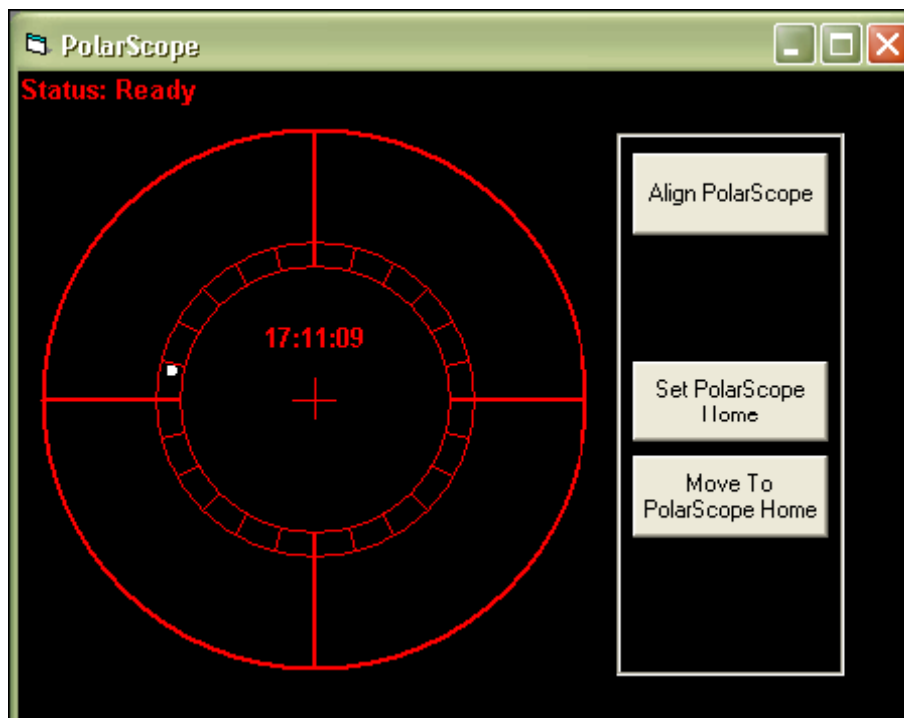 PolarScope
Status: Ready
17:11:09
Align PolarScope
Set PolarScope
Home
Move To
PolarScope Home